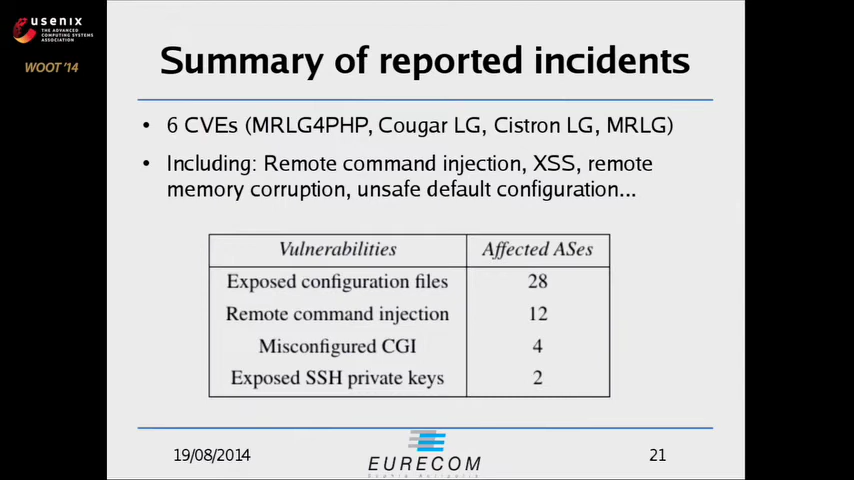 usenix
THE ADVANCED
COMPUTING SYSTEMS
ASSOCIATION
WOOT '14
Summary of reported incidents
• 6 CVEs (MRLG4PHP, Cougar LG, Cistron LG, MRLG)
• Including: Remote command injection, XSS, remote
memory corruption, unsafe default configuration...
Vulnerabilities Affected ASes
Exposed configuration files 28
Remote command injection 12
Misconfigured CGI 4
Exposed SSH private keys 2
19/08/2014
EURECOM
21